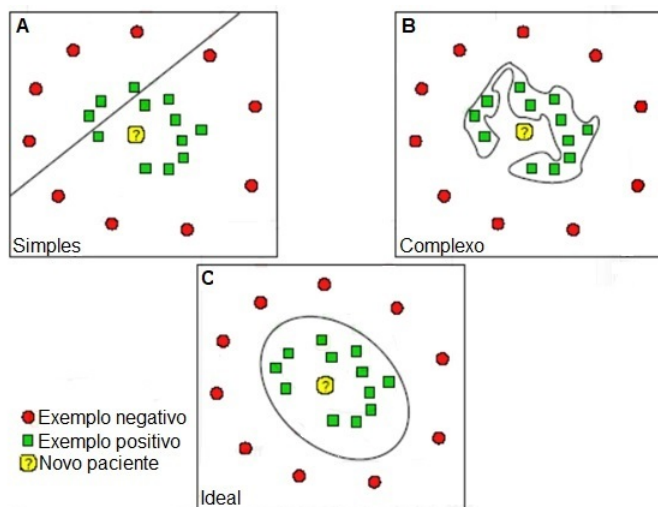 A
Simples
B
Complexo
C
Ideal
Exemplo negativo
Exemplo positivo
? Novo paciente
?
?
?